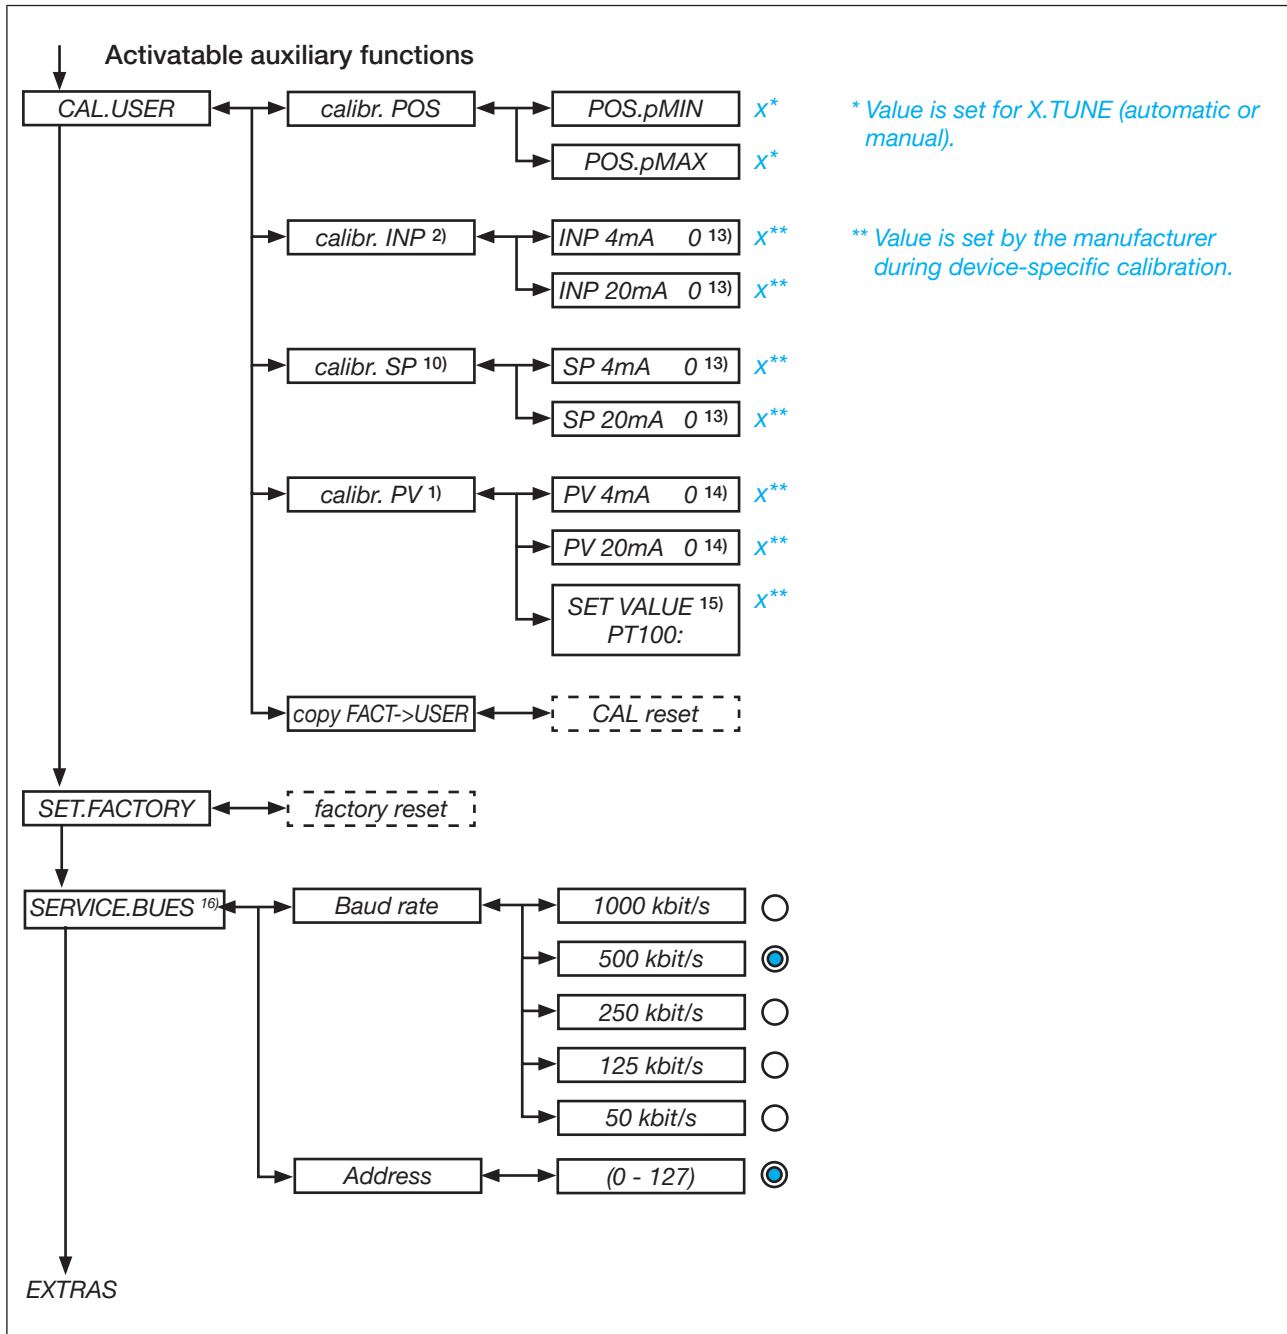 Activatable auxiliary functions
CAL.USER calibr. POS POS.pMIN x* * Value is set for X.TUNE (automatic or
manual).
POS.pMAX x*
calibr. INP 2) INP 4mA 0 13) x** ** Value is set by the manufacturer
during device-specific calibration.
INP 20mA 0 13) x**
calibr. SP 10) SP 4mA 0 13) x**
SP 20mA 0 13) x**
calibr. PV 1) PV 4mA 0 14) x**
PV 20mA 0 14) x**
SET VALUE 15) x**
PT100:
copy FACT->USER CAL reset
SET.FACTORY factory reset
SERVICE.BUES 16) Baud rate 1000 kbit/s
500 kbit/s
250 kbit/s
125 kbit/s
50 kbit/s
Address (0 - 127)
EXTRAS